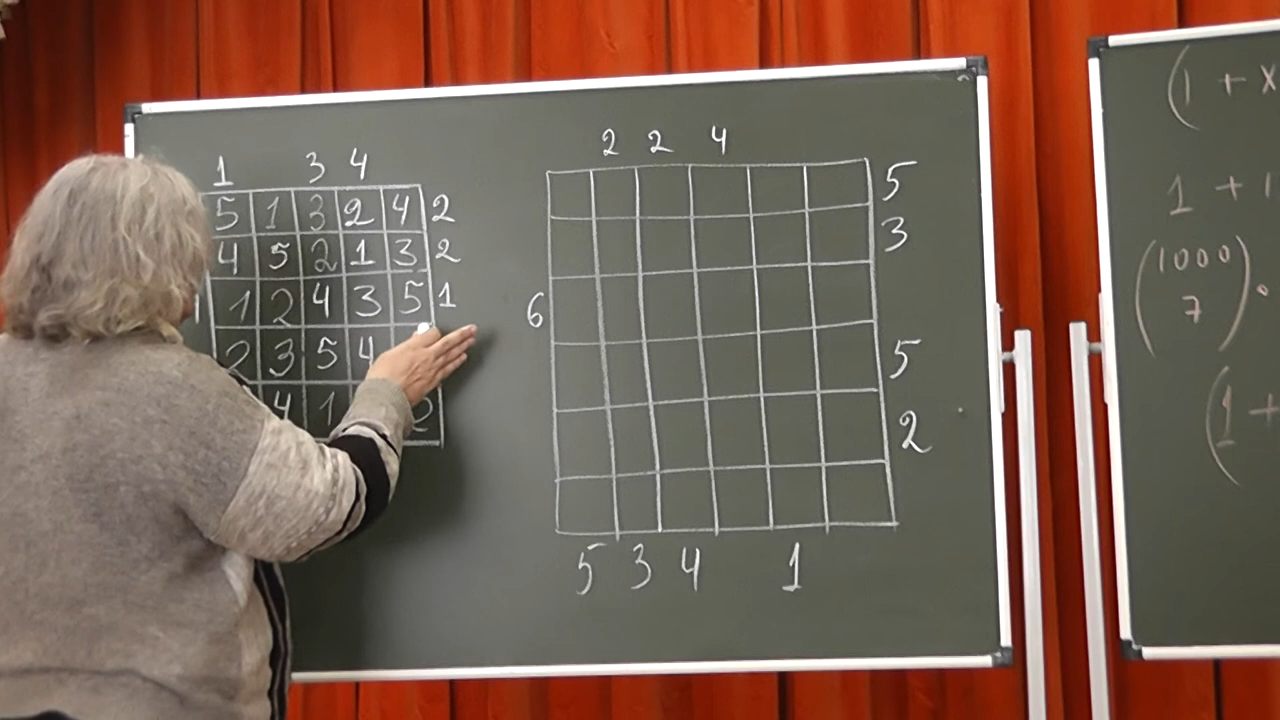 1 3 4
5 1 3 2 4 2
4 5 2 1 3 2
1 2 4 3 5 1
2 3 5 4
4 1 2
2 2 4
5
3
6
5
2
5 3 4 1
(1 + x
1 + 1
(1000
7) .
(1 +